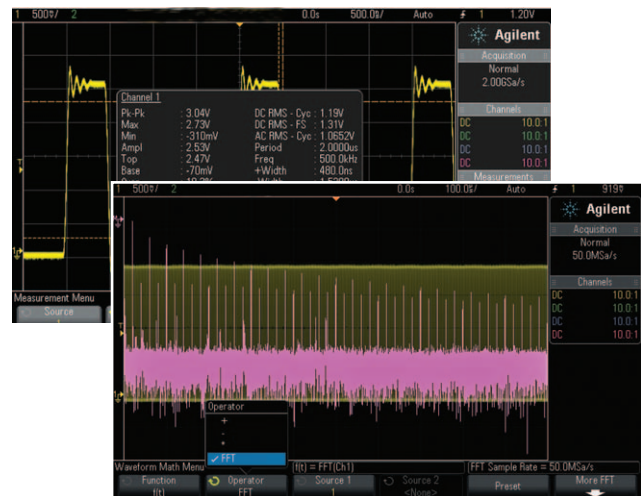 1 500▽/ 2 0.0s 500.0s/ Auto 1 1.20V
Agilent
Acquisition
Normal
2.00GSa/s
Channels
DC 10.0:1
DC 10.0:1
DC 10.0:1
DC 10.0:1
Measurements
Channel 1
Pk-Pk : 3.04V DC RMS - Cyc : 1.19V
Max : 2.73V DC RMS - FS : 1.31V
Min : -310mV AC RMS - Cyc : 1.0652V
Ampl : 2.53V Period : 2.0000us
Top : 2.47V Freq : 500.0kHz
Base : -70mV +Width : 480.0ns
T
Measurement Menu
Source
1
1 500▽/ 2 0.0s 100.0s/ Auto 1 919▽
Agilent
Acquisition
Normal
50.0MSa/s
Channels
DC 10.0:1
DC 10.0:1
DC 10.0:1
DC 10.0:1
M
T
Operator
+
-
*
FFT
Waveform Math Menu f(t) = FFT(Ch1) FFT Sample Rate = 50.0MSa/s
Function Operator Source 1 Source 2 Preset More FFT
f(t) FFT 1 <None>